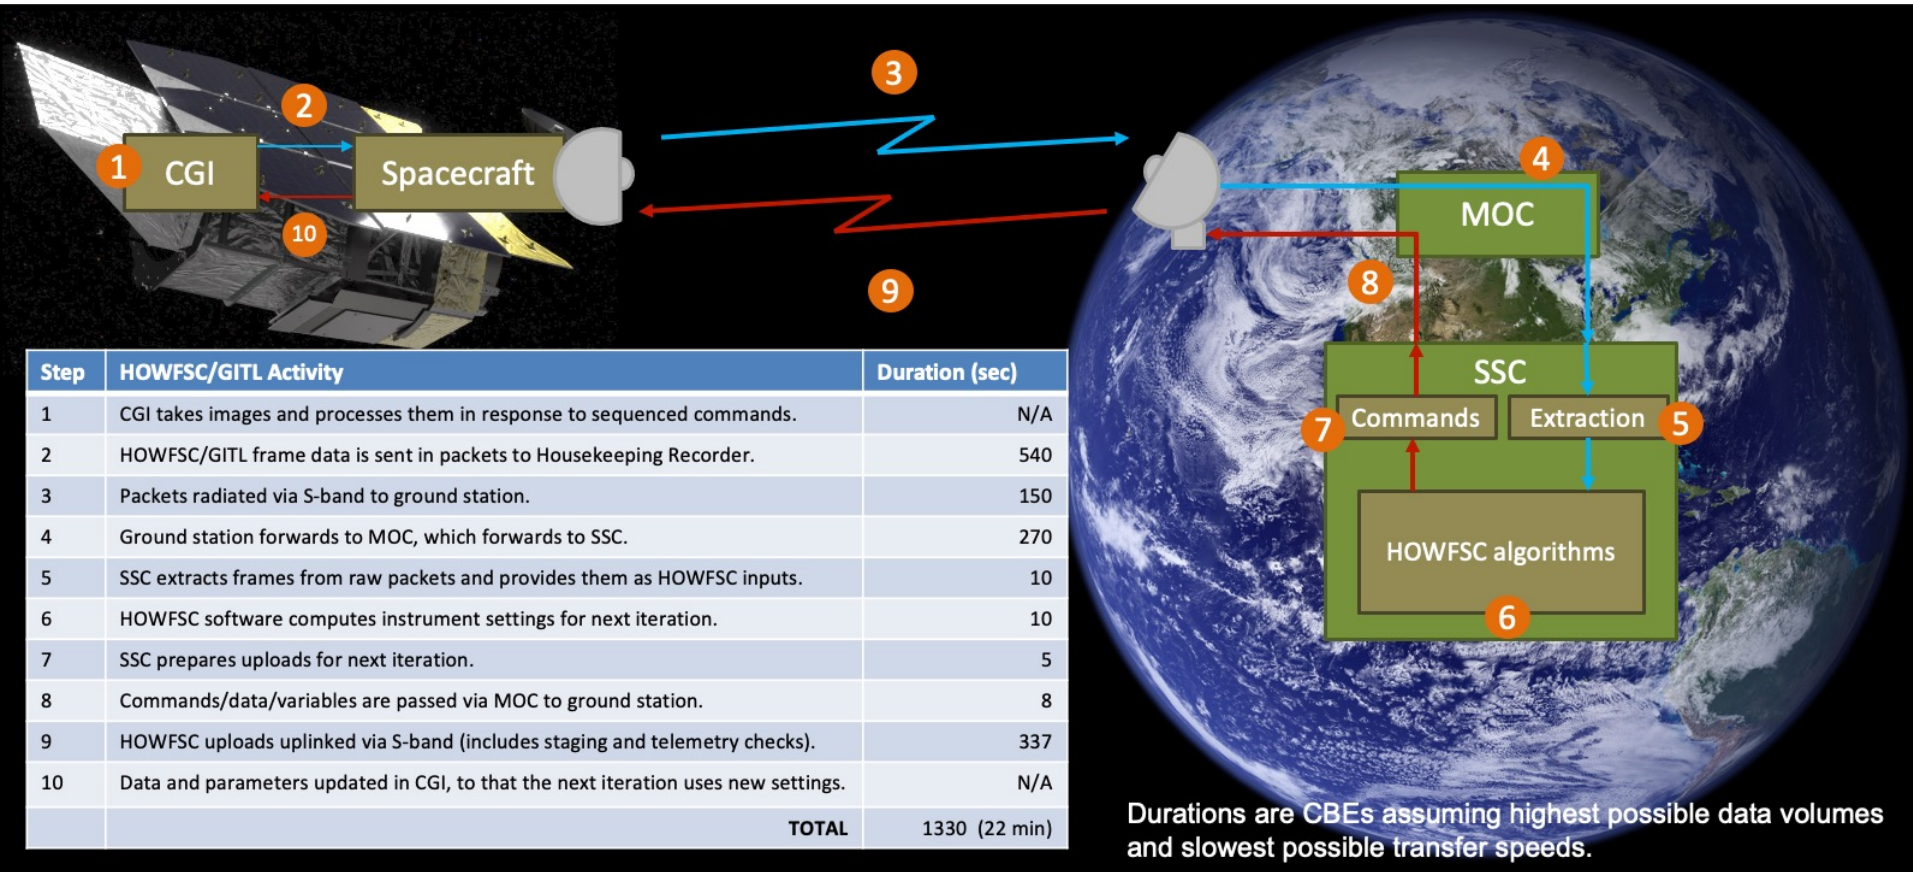 3
2
4
1
CGI
Spacecraft
MOC
10
8
9
SSC
Commands
Extraction
7
5
HOWFSC algorithms
6
Step HOWFSC/GITL Activity Duration (sec)
1 CGI takes images and processes them in response to sequenced commands. N/A
2 HOWFSC/GITL frame data is sent in packets to Housekeeping Recorder. 540
3 Packets radiated via S-band to ground station. 150
4 Ground station forwards to MOC, which forwards to SSC. 270
5 SSC extracts frames from raw packets and provides them as HOWFSC inputs. 10
6 HOWFSC software computes instrument settings for next iteration. 10
7 SSC prepares uploads for next iteration. 5
8 Commands/data/variables are passed via MOC to ground station. 8
9 HOWFSC uploads uplinked via S-band (includes staging and telemetry checks). 337
10 Data and parameters updated in CGI, to that the next iteration uses new settings. N/A
TOTAL 1330 (22 min)
Durations are CBEs assuming highest possible data volumes
and slowest possible transfer speeds.